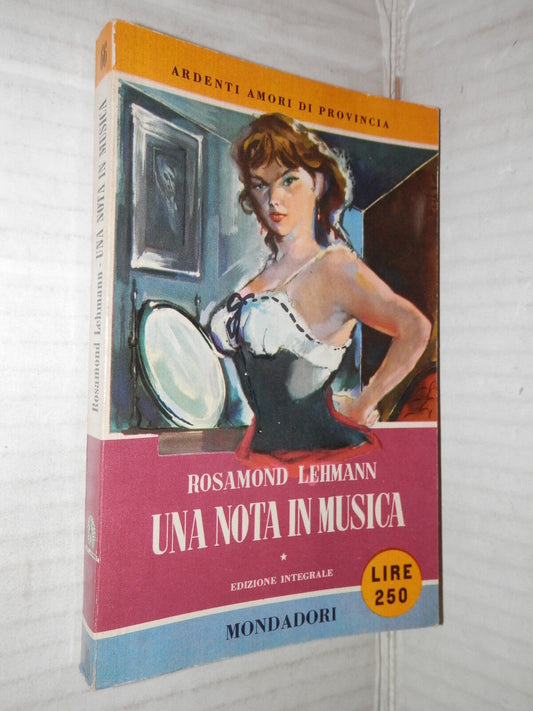 ARDENTI AMORI DI PROVINCIA
ROSAMOND LEHMANN
UNA NOTA IN MUSICA
EDIZIONE INTEGRALE
LIRE
250
MONDADORI
Rosamond Lehmann - UNA NOTA IN MUSICA